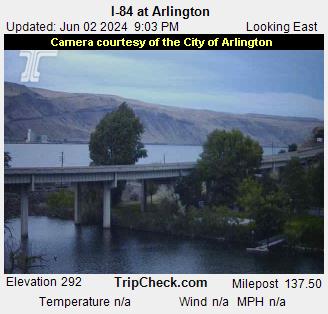 I-84 at Arlington
Updated: Jun 02 2024 9:03 PM Looking East
Camera courtesy of the City of Arlington
Elevation 292 TripCheck.com Milepost 137.50
Temperature n/a Wind n/a MPH n/a